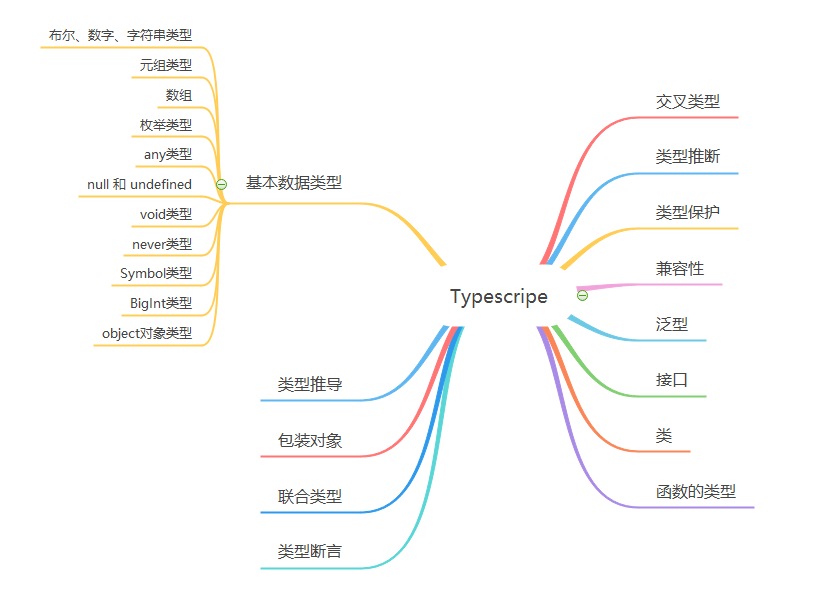 Typescripe
交叉类型
类型推断
类型保护
兼容性
泛型
接口
类
函数的类型
基本数据类型
布尔、数字、字符串类型
元组类型
数组
枚举类型
any类型
null 和 undefined
void类型
never类型
Symbol类型
BigInt类型
object对象类型
类型推导
包装对象
联合类型
类型断言